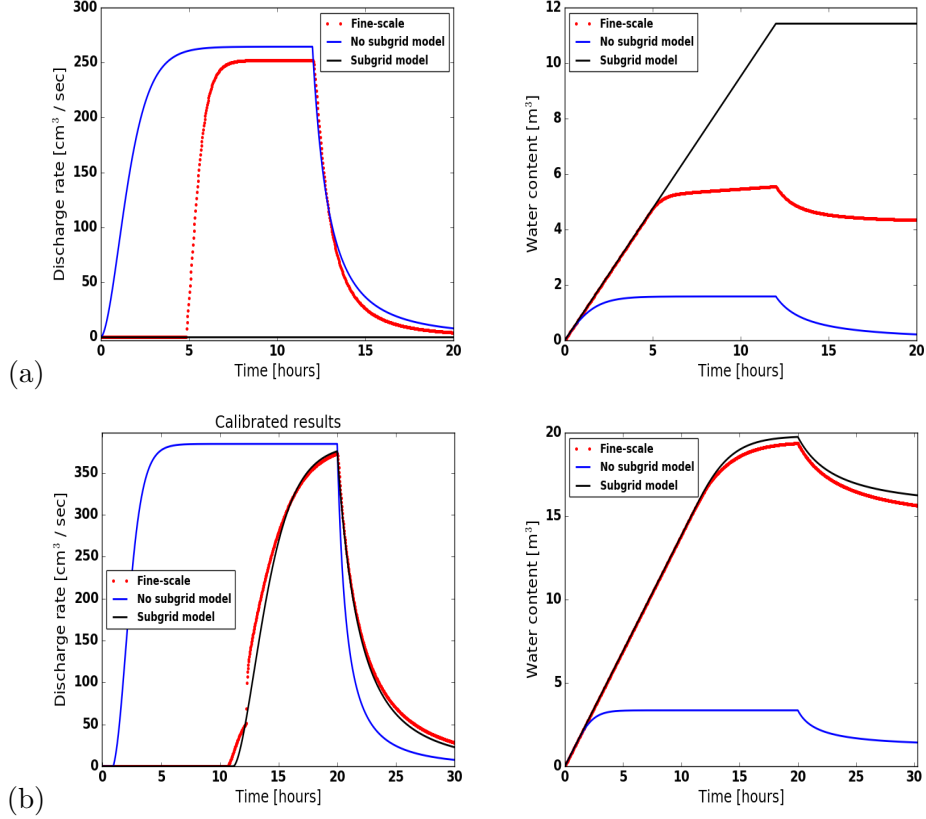 Fine-scale
No subgrid model
Subgrid model
300
250
200
150
100
50
0
0
5
10
15
20
Discharge rate [cm³ / sec]
Time [hours]
Fine-scale
No subgrid model
Subgrid model
12
10
8
6
4
2
0
0
5
10
15
20
Water content [m³]
Time [hours]
(a)
Calibrated results
Fine-scale
No subgrid model
Subgrid model
350
300
250
200
150
100
50
0
0
5
10
15
20
25
30
Discharge rate [cm³ / sec]
Time [hours]
Fine-scale
No subgrid model
Subgrid model
20
15
10
5
0
0
5
10
15
20
25
30
Water content [m³]
Time [hours]
(b)